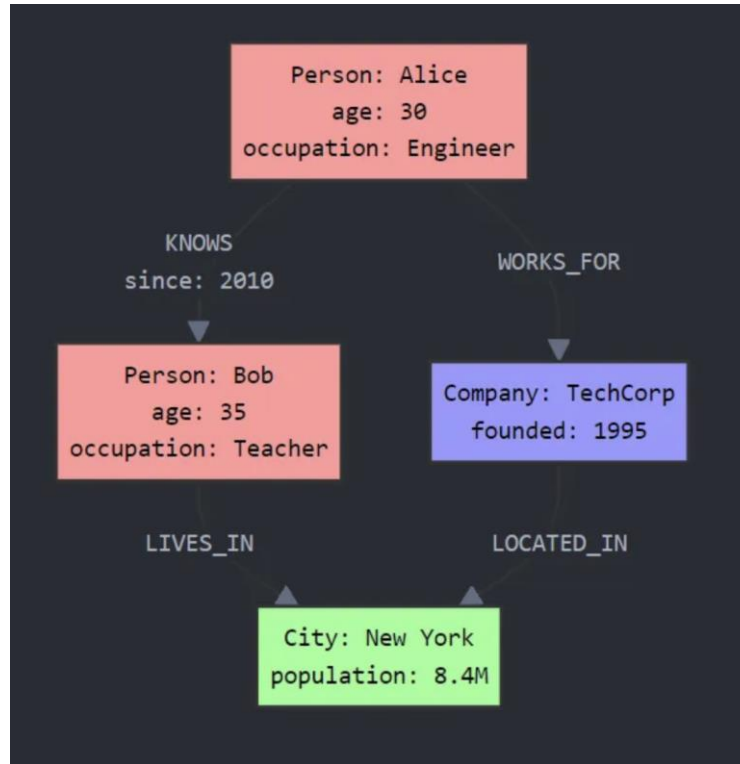 Person: Alice
age: 30
occupation: Engineer
KNOWS
since: 2010
WORKS_FOR
Person: Bob
age: 35
occupation: Teacher
Company: TechCorp
founded: 1995
LIVES_IN
LOCATED_IN
City: New York
population: 8.4M